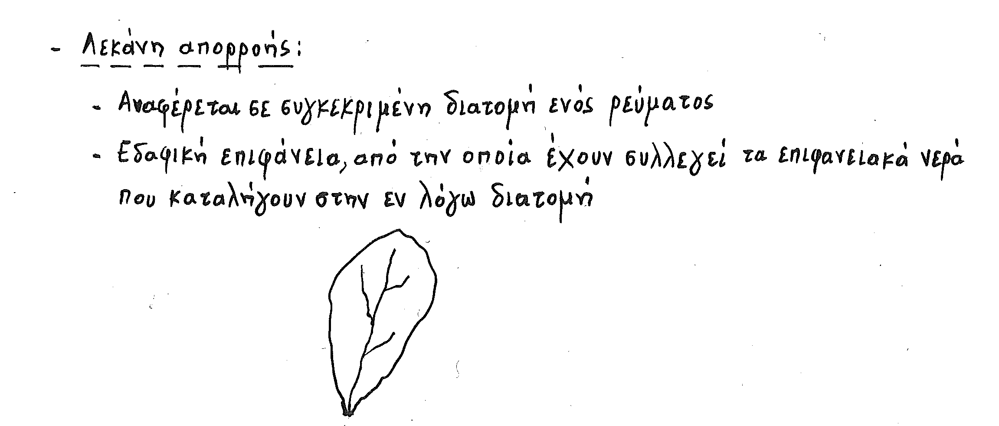 - Λεκάνη απορροής:
- Αναφέρεται σε συγκεκριμένη διατομή ενός ρεύματος
- Εδαφική επιφάνεια, από την οποία έχουν συλλεγεί τα επιφανειακά νερά
που καταλήγουν στην εν λόγω διατομή